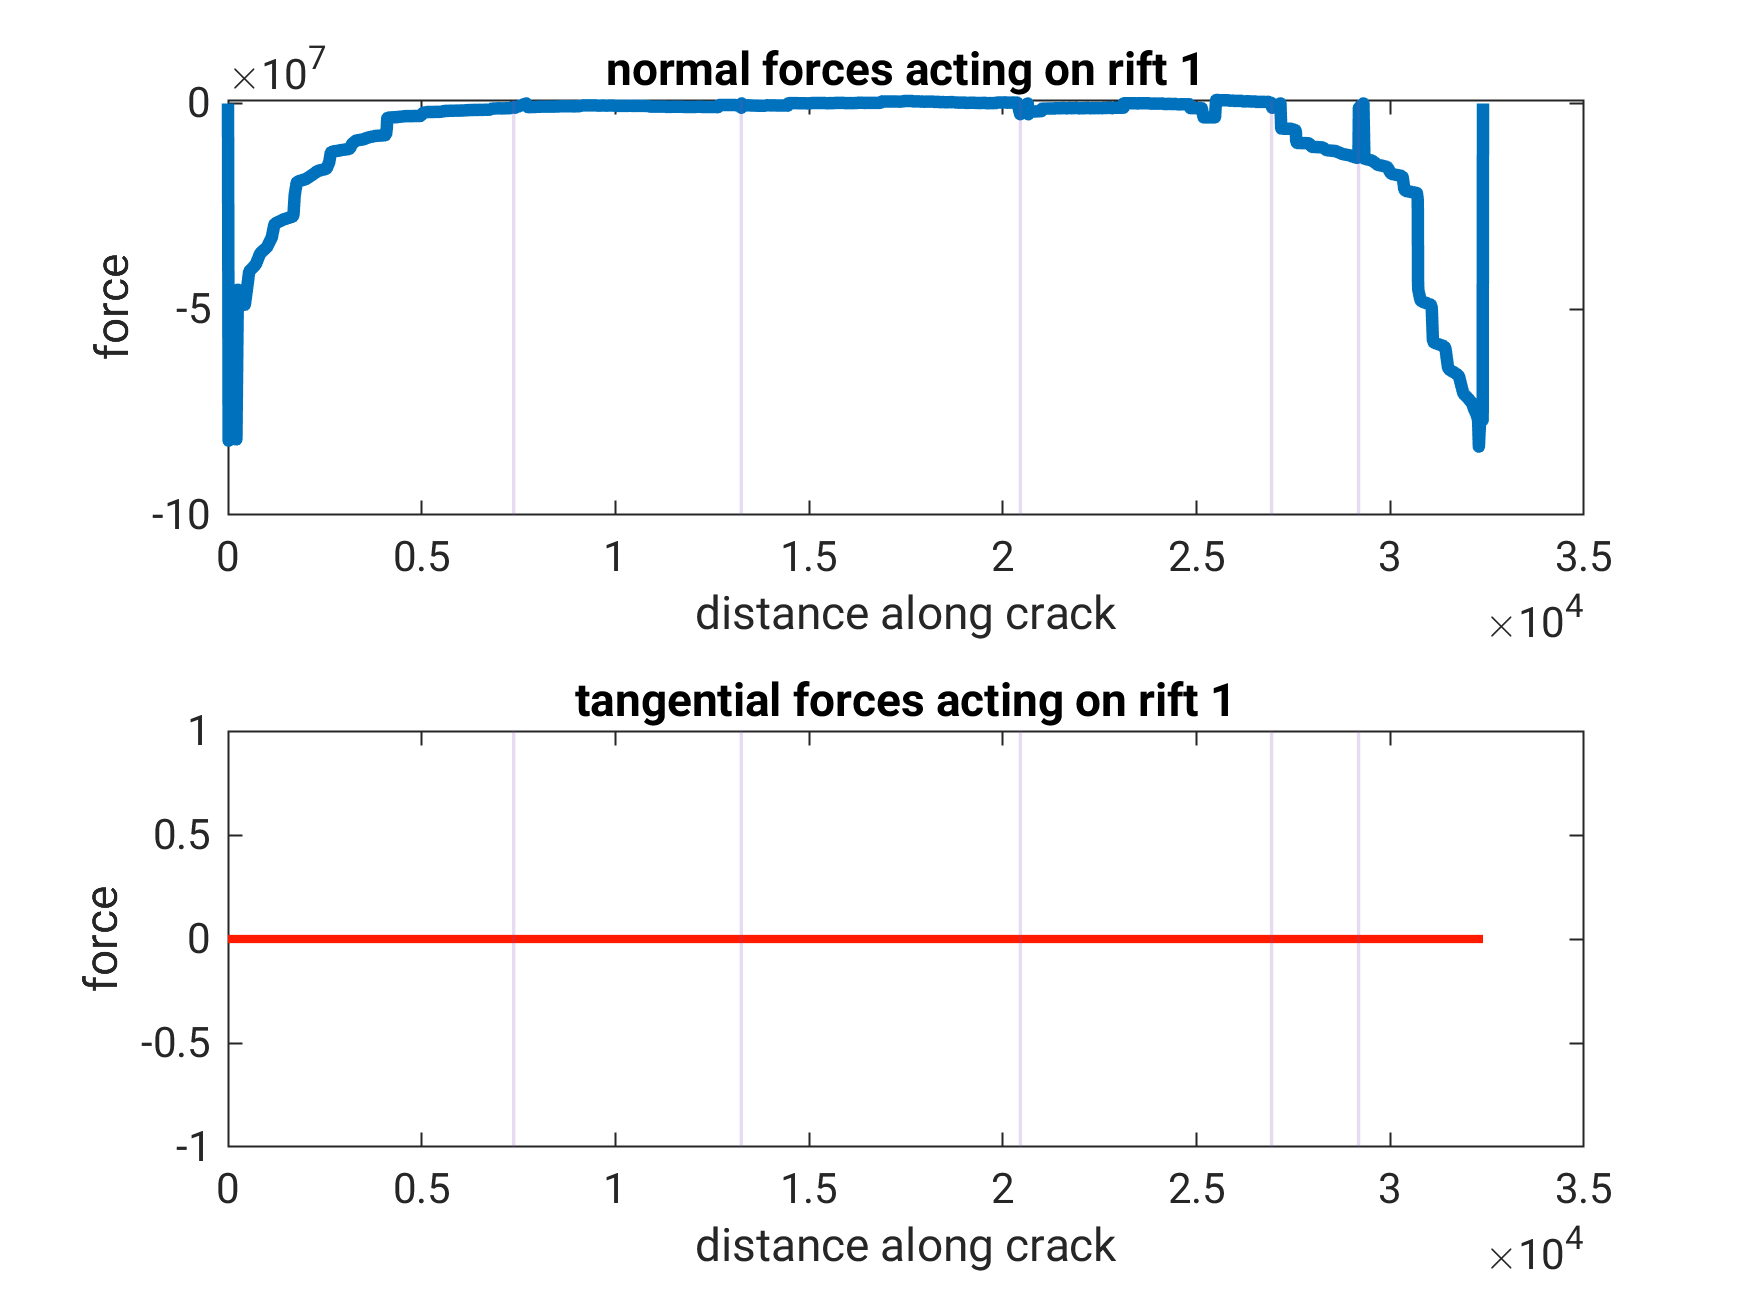 ×10^7
normal forces acting on rift 1
0
-5
-10
force
0 0.5 1 1.5 2 2.5 3 3.5
distance along crack
×10^4
tangential forces acting on rift 1
1
0.5
0
-0.5
-1
force
0 0.5 1 1.5 2 2.5 3 3.5
distance along crack
×10^4